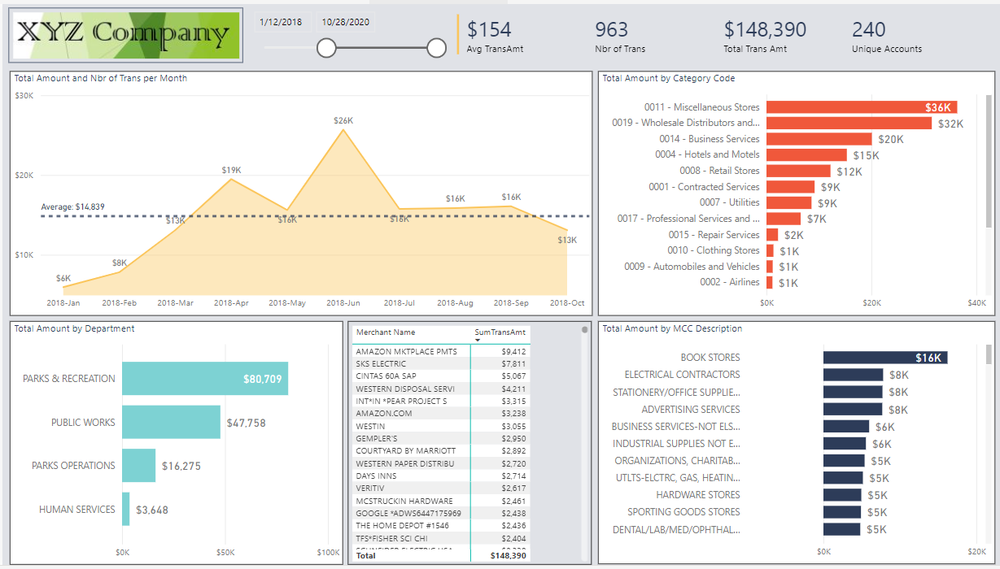 XYZ Company
1/12/2018 10/28/2020
$154
Avg TransAmt
963
Nbr of Trans
$148,390
Total Trans Amt
240
Unique Accounts
Total Amount and Nbr of Trans per Month
$30K
$20K
$10K
Average: $14,839
$6K
$8K
$13K
$19K
$16K
$26K
$16K
$16K
$16K
$13K
2018-Jan 2018-Feb 2018-Mar 2018-Apr 2018-May 2018-Jun 2018-Jul 2018-Aug 2018-Sep 2018-Oct
Total Amount by Category Code
0011 - Miscellaneous Stores $36K
0019 - Wholesale Distributors and... $32K
0014 - Business Services $20K
0004 - Hotels and Motels $15K
0008 - Retail Stores $12K
0001 - Contracted Services $9K
0007 - Utilities $9K
0017 - Professional Services and ... $7K
0015 - Repair Services $2K
0010 - Clothing Stores $1K
0009 - Automobiles and Vehicles $1K
0002 - Airlines $1K
$0K $20K $40K
Total Amount by Department
PARKS & RECREATION $80,709
PUBLIC WORKS $47,758
PARKS OPERATIONS $16,275
HUMAN SERVICES $3,648
$0K $50K $100K
Merchant Name SumTransAmt
AMAZON MKTPLACE PMTS $9,412
SKS ELECTRIC $7,811
CINTAS 60A SAP $5,067
WESTERN DISPOSAL SERVI $4,211
INT*IN *PEAR PROJECT S $3,315
AMAZON.COM $3,238
WESTIN $3,055
GEMPLER'S $2,950
COURTYARD BY MARRIOTT $2,892
WESTERN PAPER DISTRIBU $2,720
DAYS INNS $2,714
VERITIV $2,617
MCSTRUCKIN HARDWARE $2,461
GOOGLE *ADWS6447175969 $2,438
THE HOME DEPOT #1546 $2,436
TFS*FISHER SCI CHI $2,404
Total $148,390
Total Amount by MCC Description
BOOK STORES $16K
ELECTRICAL CONTRACTORS $8K
STATIONERY/OFFICE SUPPLIE... $8K
ADVERTISING SERVICES $8K
BUSINESS SERVICES-NOT ELS... $6K
INDUSTRIAL SUPPLIES NOT E... $6K
ORGANIZATIONS, CHARITAB... $5K
UTLTS-ELCTRC, GAS, HEATIN... $5K
HARDWARE STORES $5K
SPORTING GOODS STORES $5K
DENTAL/LAB/MED/OPHTHAL... $5K
$0K $20K